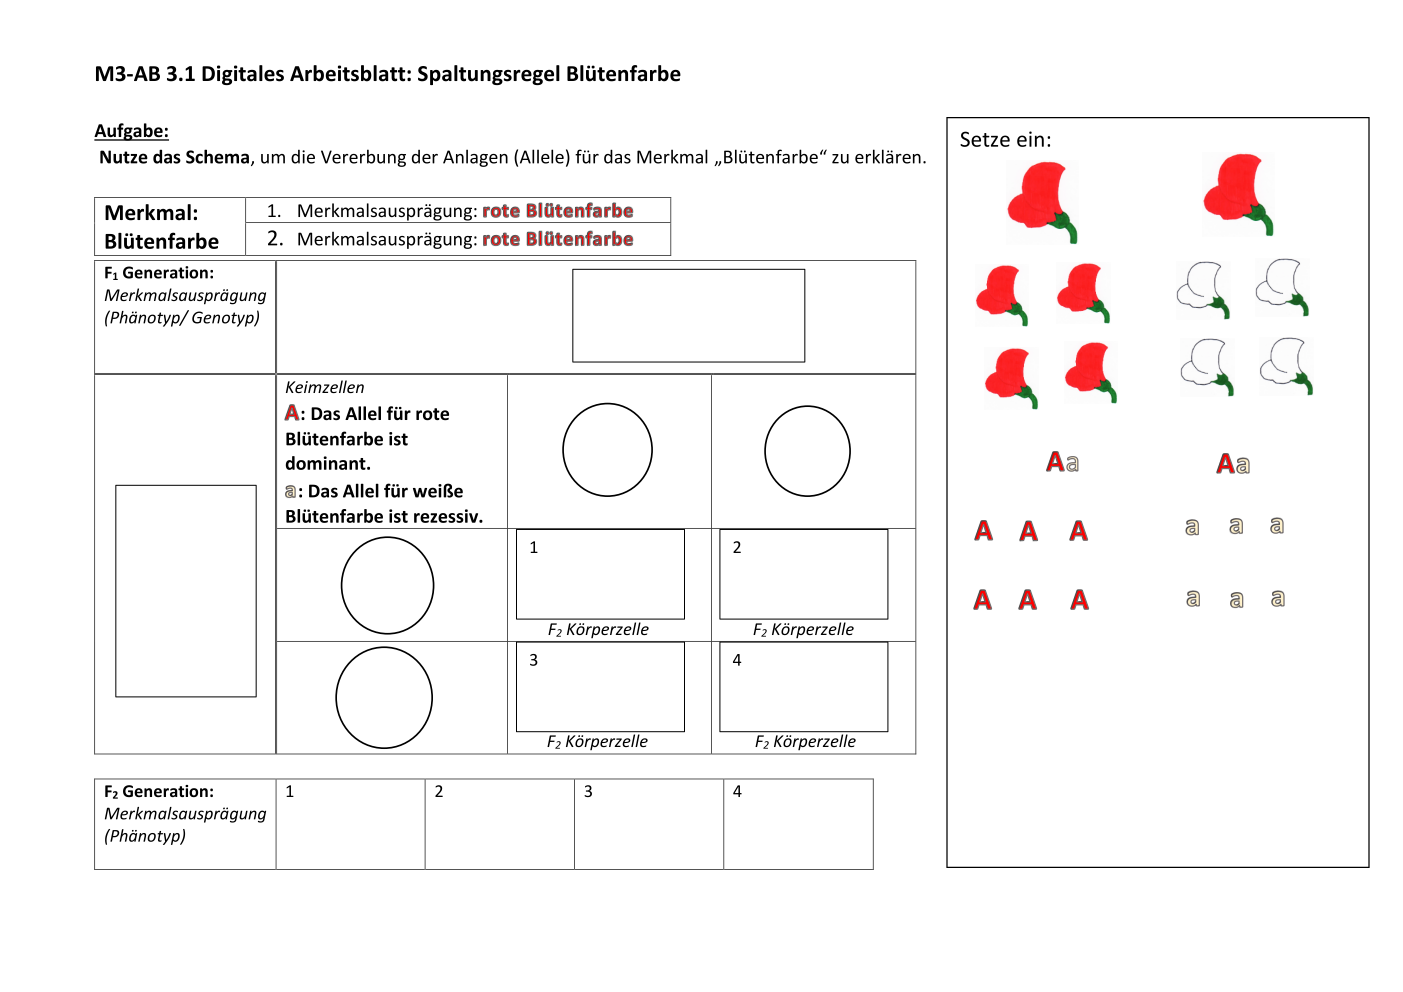 M3-AB 3.1 Digitales Arbeitsblatt: Spaltungsregel Blütenfarbe
Aufgabe:
Nutze das Schema, um die Vererbung der Anlagen (Allele) für das Merkmal „Blütenfarbe“ zu erklären.
Merkmal:
Blütenfarbe
1. Merkmalsausprägung: rote Blütenfarbe
2. Merkmalsausprägung: rote Blütenfarbe
F₁ Generation:
Merkmalsausprägung
(Phänotyp/ Genotyp)
Keimzellen
A: Das Allel für rote
Blütenfarbe ist
dominant.
a: Das Allel für weiße
Blütenfarbe ist rezessiv.
1
F₂ Körperzelle
2
F₂ Körperzelle
3
F₂ Körperzelle
4
F₂ Körperzelle
F₂ Generation:
Merkmalsausprägung
(Phänotyp)
1
2
3
4
Setze ein:
Aa Aa
A A A a a a
A A A a a a